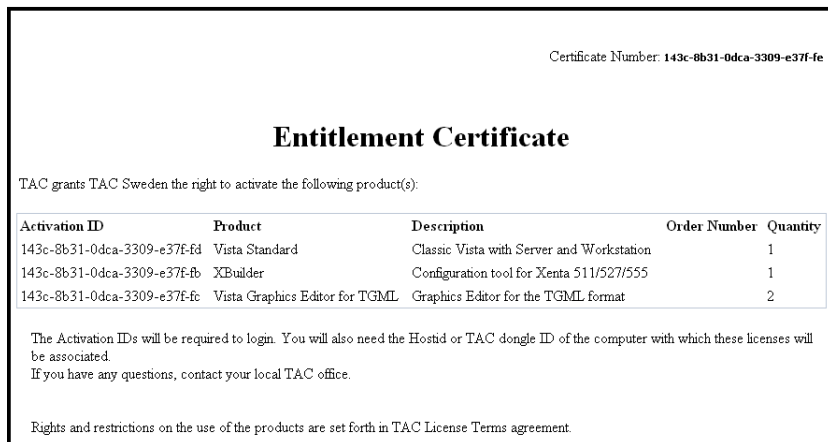 Certificate Number: 143c-8b31-0dca-3309-e37f-fe
Entitlement Certificate
TAC grants TAC Sweden the right to activate the following product(s):
Activation ID Product Description Order Number Quantity
143c-8b31-0dca-3309-e37f-fd Vista Standard Classic Vista with Server and Workstation 1
143c-8b31-0dca-3309-e37f-fb XBuilder Configuration tool for Xenta 511/527/555 1
143c-8b31-0dca-3309-e37f-fc Vista Graphics Editor for TGML Graphics Editor for the TGML format 2
The Activation IDs will be required to login. You will also need the Hostid or TAC dongle ID of the computer with which these licenses will
be associated.
If you have any questions, contact your local TAC office.
Rights and restrictions on the use of the products are set forth in TAC License Terms agreement.